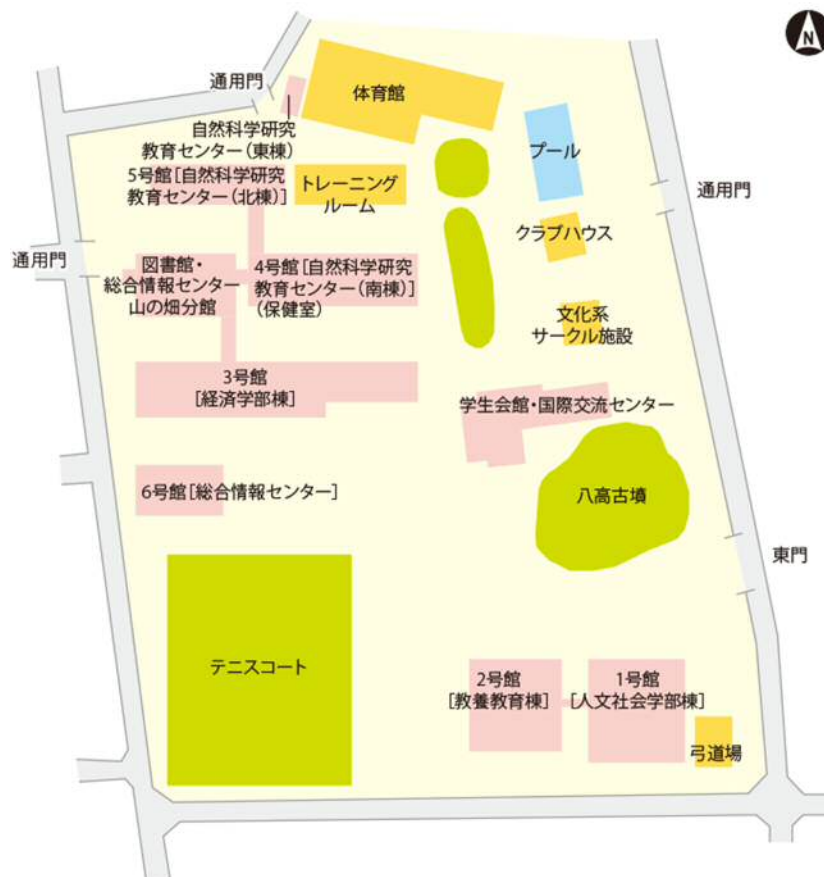 N
通用門
体育館
自然科学研究
教育センター(東棟)
プール
5号館[自然科学研究
教育センター(北棟)]
トレーニング
ルーム
通用門
クラブハウス
通用門
図書館・
総合情報センター
山の畑分館
4号館[自然科学研究
教育センター(南棟)]
(保健室)
文化系
サークル施設
3号館
[経済学部棟]
学生会館・国際交流センター
6号館[総合情報センター]
八高古墳
東門
テニスコート
2号館
[教養教育棟]
1号館
[人文社会学部棟]
弓道場